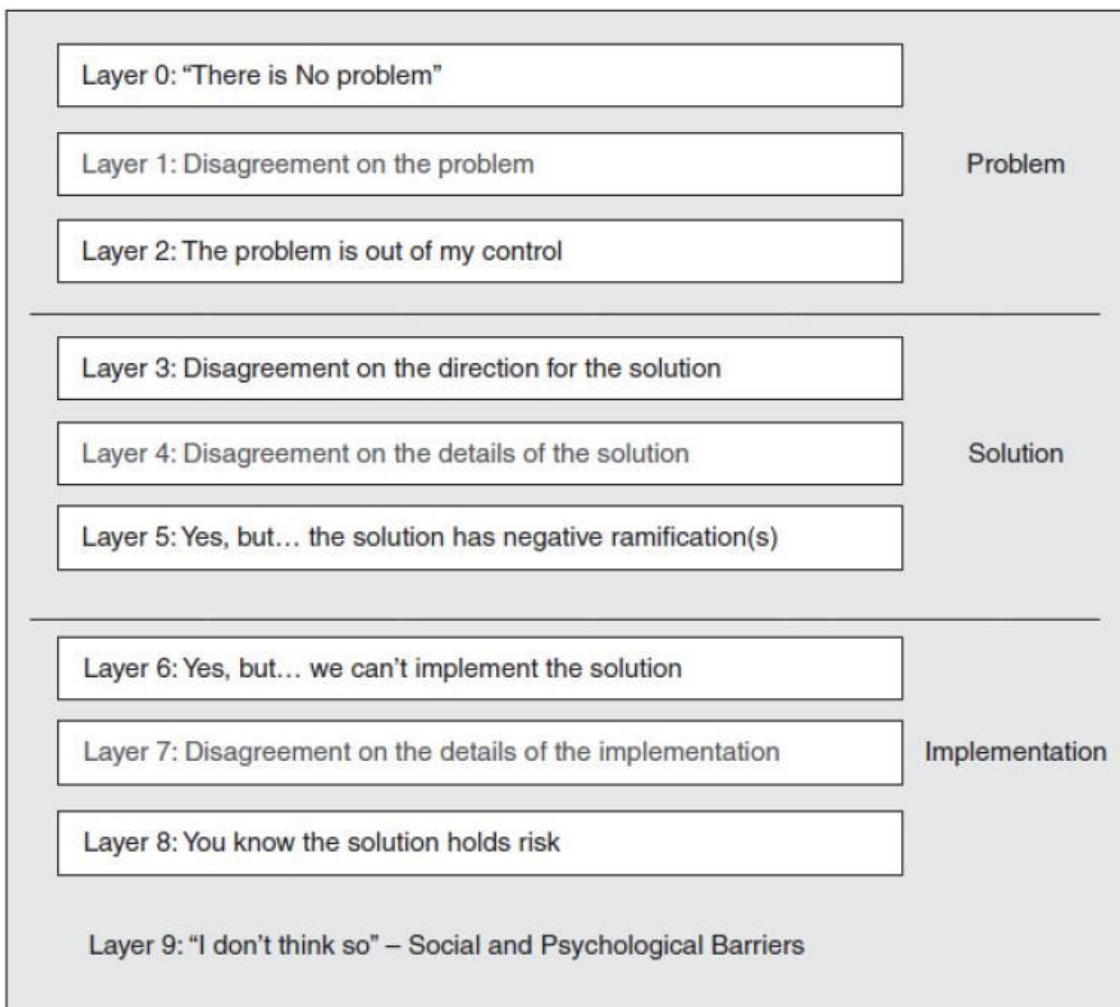 Layer 0: “There is No problem”
Layer 1: Disagreement on the problem
Problem
Layer 2: The problem is out of my control
Layer 3: Disagreement on the direction for the solution
Layer 4: Disagreement on the details of the solution
Solution
Layer 5: Yes, but… the solution has negative ramification(s)
Layer 6: Yes, but… we can’t implement the solution
Layer 7: Disagreement on the details of the implementation
Implementation
Layer 8: You know the solution holds risk
Layer 9: “I don’t think so” – Social and Psychological Barriers